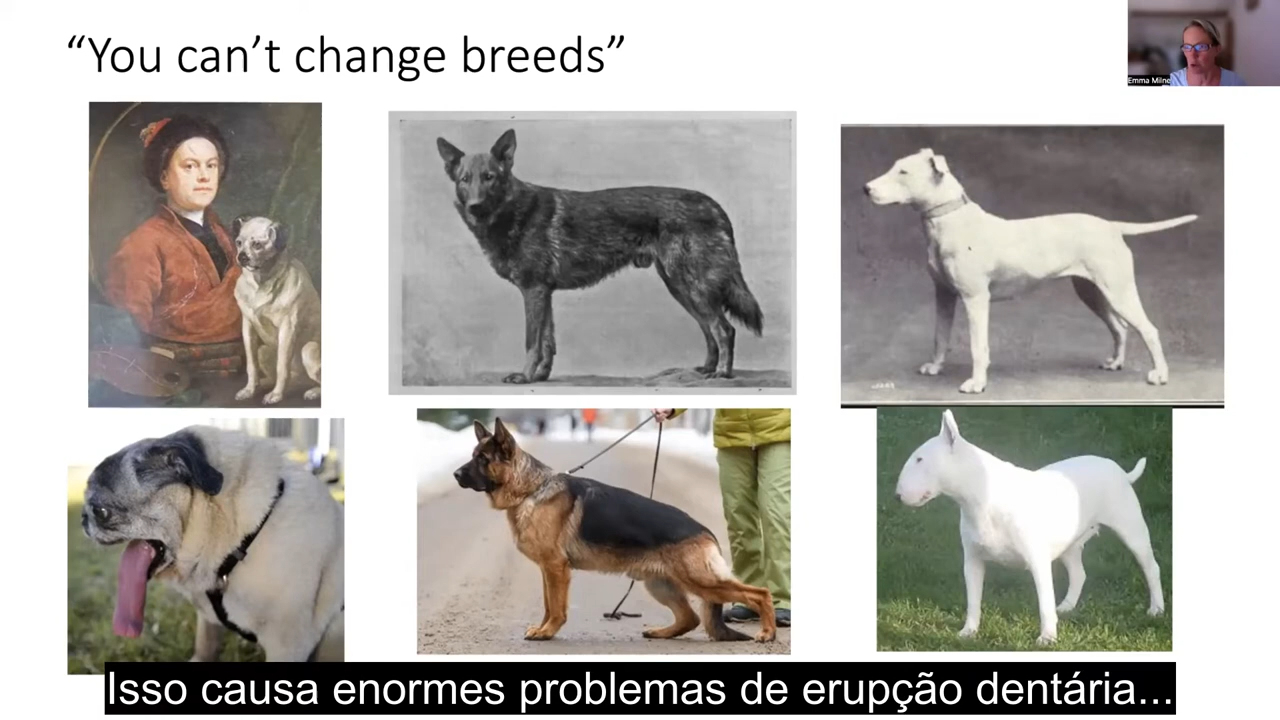 “You can’t change breeds”
Emma Milne
Isso causa enormes problemas de erupção dentária...